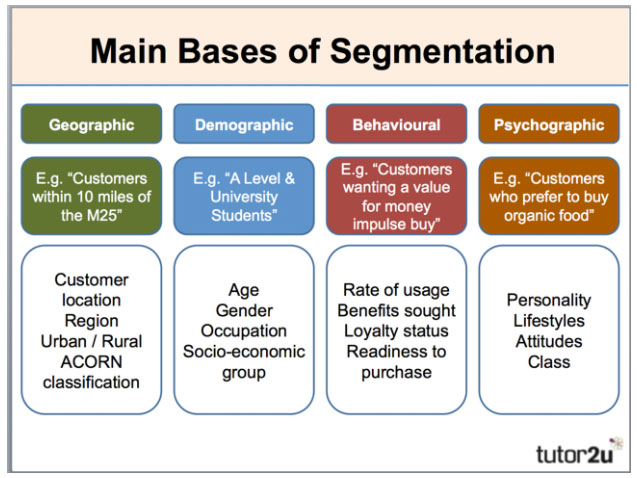 Main Bases of Segmentation
Geographic
Demographic
Behavioural
Psychographic
E.g. “Customers
within 10 miles of
the M25”
E.g. “A Level &
University
Students”
E.g. “Customers
wanting a value
for money
impulse buy”
E.g. “Customers
who prefer to buy
organic food”
Customer
location
Region
Urban / Rural
ACORN
classification
Age
Gender
Occupation
Socio-economic
group
Rate of usage
Benefits sought
Loyalty status
Readiness to
purchase
Personality
Lifestyles
Attitudes
Class
tutor2u